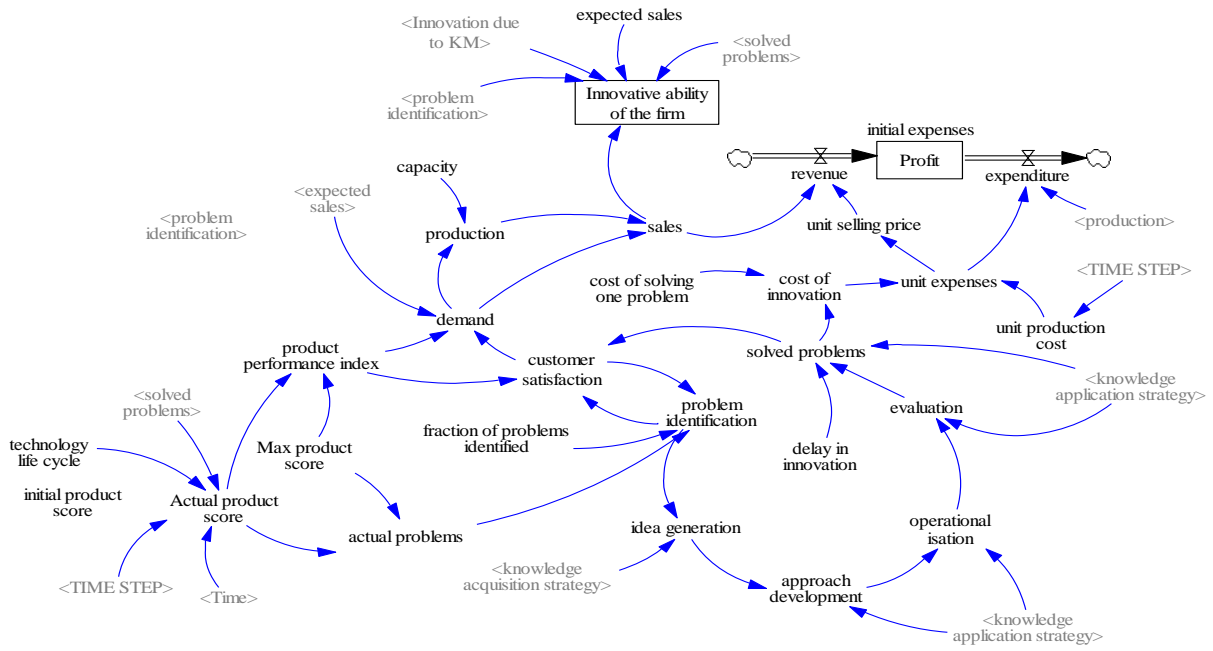 expected sales
<Innovation due
to KM>
<solved
problems>
<problem
identification>
Innovative ability
of the firm
initial expenses
Profit
revenue
expenditure
capacity
<expected
sales>
<problem
identification>
production
sales
unit selling price
<production>
cost of solving
one problem
cost of
innovation
unit expenses
<TIME STEP>
demand
unit production
cost
product
performance index
customer
satisfaction
solved problems
<knowledge
application strategy>
<solved
problems>
problem
identification
evaluation
technology
life cycle
Max product
score
fraction of problems
identified
delay in
innovation
initial product
score
Actual product
score
actual problems
idea generation
operational
isation
<TIME STEP>
<Time>
<knowledge
acquisition strategy>
approach
development
<knowledge
application strategy>